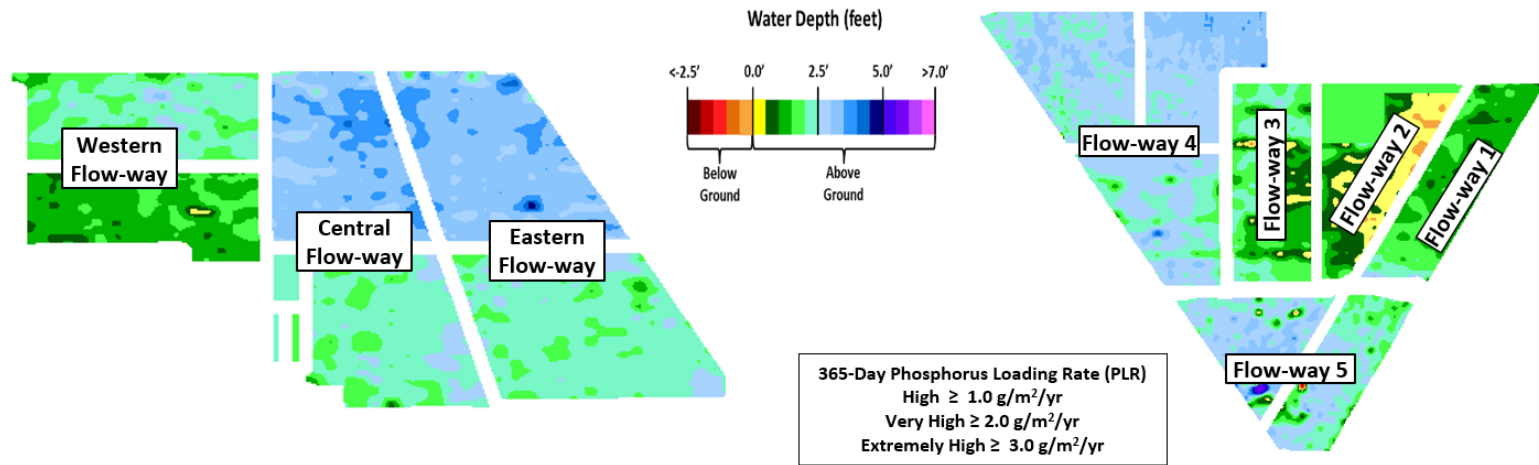 Water Depth (feet)
<-2.5' 0.0' 2.5' 5.0' >7.0'
Below
Ground
Above
Ground
Western
Flow-way
Central
Flow-way
Eastern
Flow-way
Flow-way 4
Flow-way 3
Flow-way 2
Flow-way 1
Flow-way 5
365-Day Phosphorus Loading Rate (PLR)
High ≥ 1.0 g/m²/yr
Very High ≥ 2.0 g/m²/yr
Extremely High ≥ 3.0 g/m²/yr